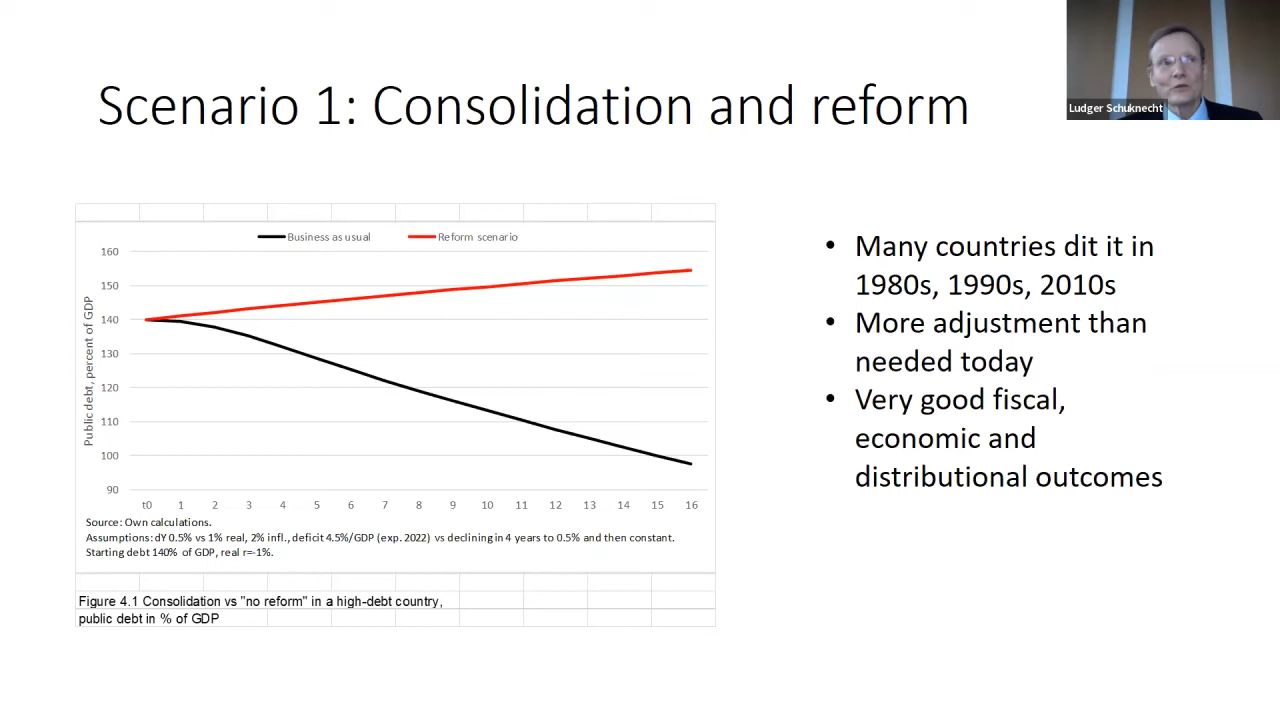 Ludger Schuknecht
Scenario 1: Consolidation and reform
Business as usual
Reform scenario
Public debt, percent of GDP
160
150
140
130
120
110
100
90
t0 1 2 3 4 5 6 7 8 9 10 11 12 13 14 15 16
Source: Own calculations.
Assumptions: dY 0.5% vs 1% real, 2% infl., deficit 4.5%/GDP (exp. 2022) vs declining in 4 years to 0.5% and then constant.
Starting debt 140% of GDP, real r=-1%.
Figure 4.1 Consolidation vs "no reform" in a high-debt country,
public debt in % of GDP
• Many countries dit it in
1980s, 1990s, 2010s
• More adjustment than
needed today
• Very good fiscal,
economic and
distributional outcomes